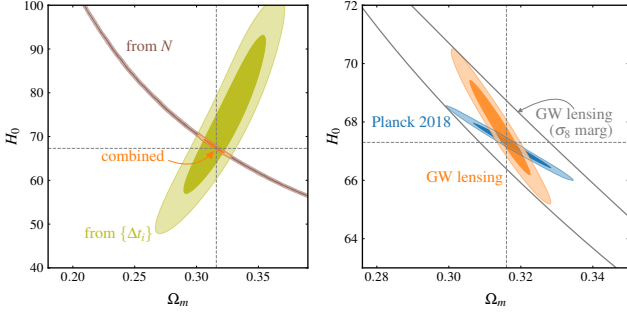 100
90
80
70
60
50
40
H₀
0.20
0.25
0.30
0.35
Ωₘ
from N
combined
from {Δtᵢ}
72
70
68
66
64
H₀
0.28
0.30
0.32
0.34
Ωₘ
Planck 2018
GW lensing
(σ₈ marg)
GW lensing